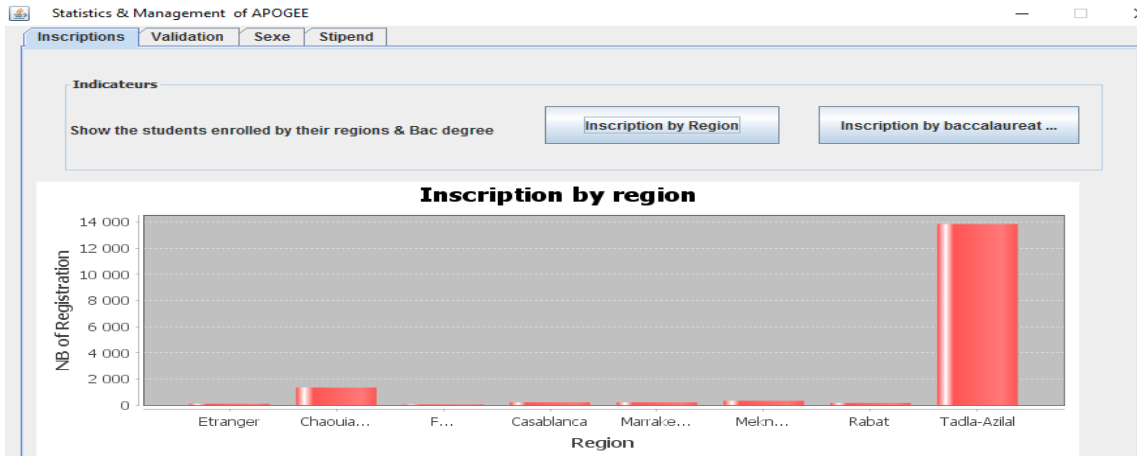 Statistics & Management of APOGEE
Inscriptions Validation Sexe Stipend
Indicateurs
Show the students enrolled by their regions & Bac degree
Inscription by Region
Inscription by baccalaureat ...
Inscription by region
NB of Registration
14 000
12 000
10 000
8 000
6 000
4 000
2 000
0
Etranger Chaouia... F... Casablanca Marrake... Mekn... Rabat Tadla-Azilal
Region